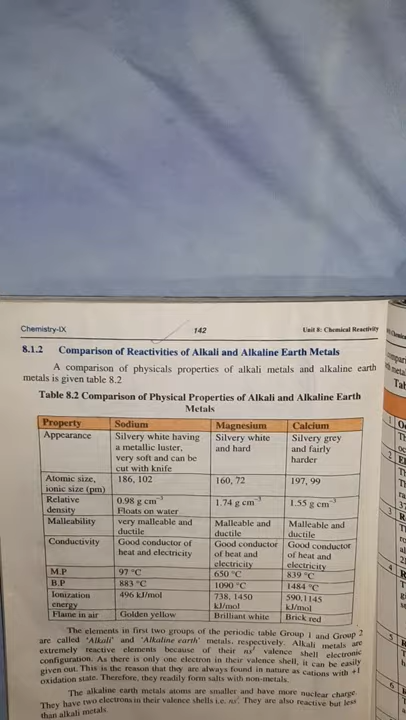 Chemistry-IX 142 Unit 8: Chemical Reactivity
8.1.2 Comparison of Reactivities of Alkali and Alkaline Earth Metals
A comparison of physicals properties of alkali metals and alkaline earth
metals is given table 8.2
Table 8.2 Comparison of Physical Properties of Alkali and Alkaline Earth
Metals
Property Sodium Magnesium Calcium
Appearance Silvery white having Silvery white Silvery grey
a metallic luster, and hard and fairly
very soft and can be harder
cut with knife
Atomic size, 186, 102 160, 72 197, 99
ionic size (pm)
Relative 0.98 g cm⁻³ 1.74 g cm⁻³ 1.55 g cm⁻³
density Floats on water
Malleability very malleable and Malleable and Malleable and
ductile ductile ductile
Conductivity Good conductor of Good conductor Good conductor
heat and electricity of heat and of heat and
electricity electricity
M.P 97 °C 650 °C 839 °C
B.P 883 °C 1090 °C 1484 °C
Ionization 496 kJ/mol 738, 1450 590,1145
energy kJ/mol kJ/mol
Flame in air Golden yellow Brilliant white Brick red
The elements in first two groups of the periodic table Group 1 and Group 2
are called 'Alkali' and 'Alkaline earth' metals, respectively. Alkali metals are
extremely reactive elements because of their ns¹ valence shell electronic
configuration. As there is only one electron in their valence shell, it can be easily
given out. This is the reason that they are always found in nature as cations with +1
oxidation state. Therefore, they readily form salts with non-metals.
The alkaline earth metals atoms are smaller and have more nuclear charge.
They have two electrons in their valence shells i.e. ns². They are also reactive but less
than alkali metals.